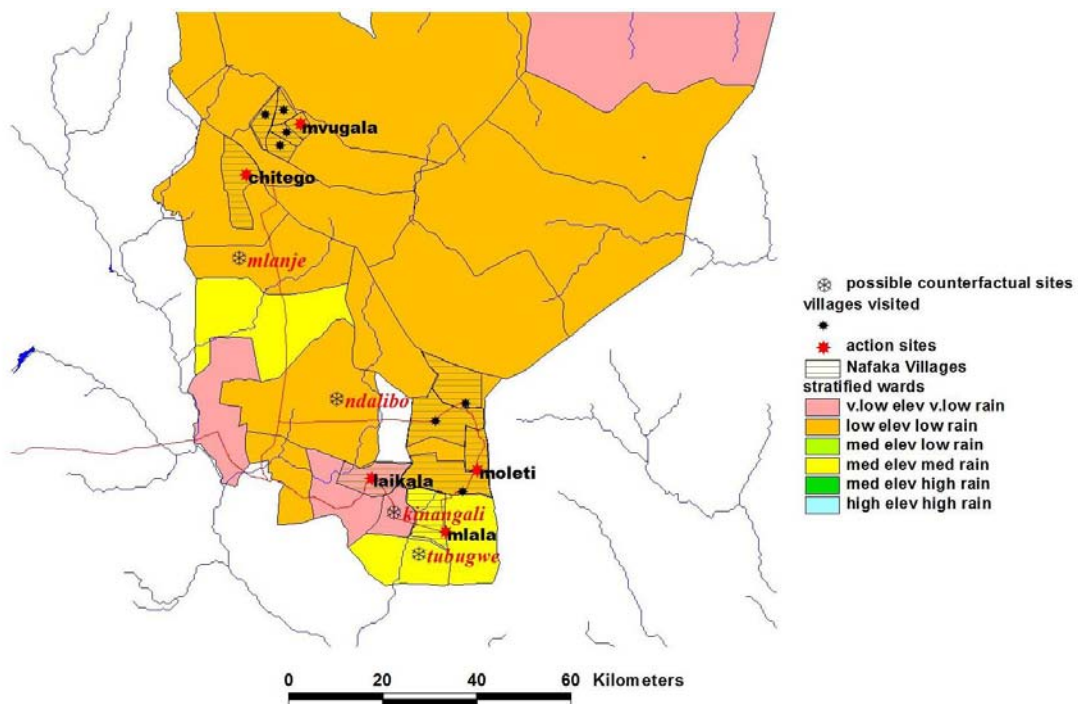 mvugala
chitego
mlanje
ndalibo
laikala
moleti
kinangali
mlala
tubugwe
possible counterfactual sites
villages visited
action sites
Nafaka Villages
stratified wards
v.low elev v.low rain
low elev low rain
med elev low rain
med elev med rain
med elev high rain
high elev high rain
0 20 40 60 Kilometers